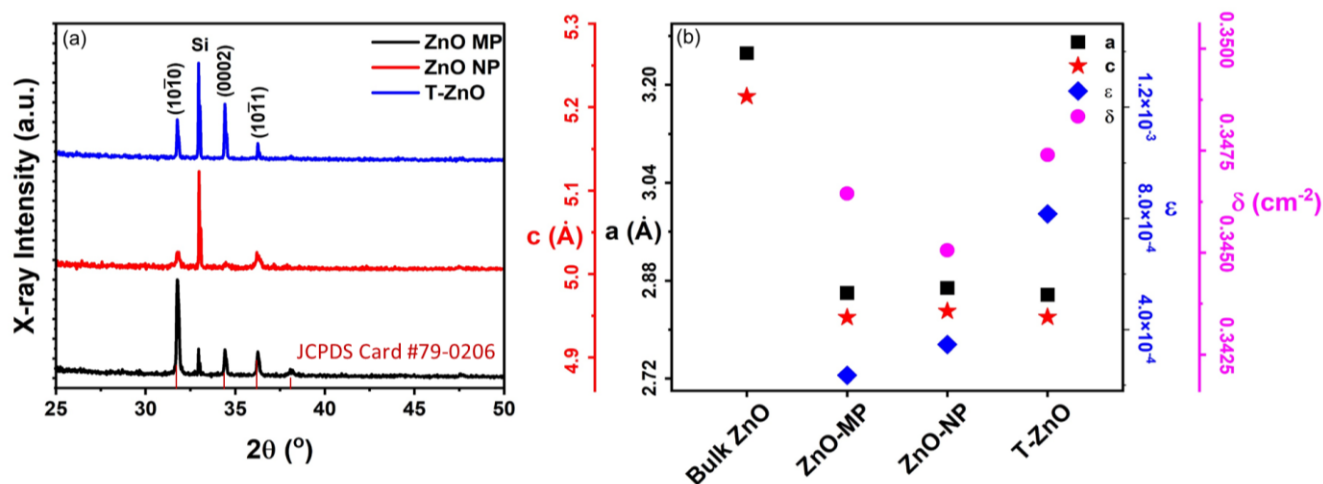 (a)
ZnO MP
ZnO NP
T-ZnO
Si
(101̄0)
(0002)
(101̄1)
X-ray Intensity (a.u.)
JCPDS Card #79-0206
25 30 35 40 45 50
2θ (º)
(b)
a
c
ε
δ
5.3
5.2
5.1
5.0
4.9
c (Å)
a (Å)
3.20
3.04
2.88
2.72
Bulk ZnO
ZnO-MP
ZnO-NP
T-ZnO
1.2×10⁻³
8.0×10⁻⁴
4.0×10⁻⁴
ε
0.3500
0.3475
0.3450
0.3425
δ (cm⁻²)